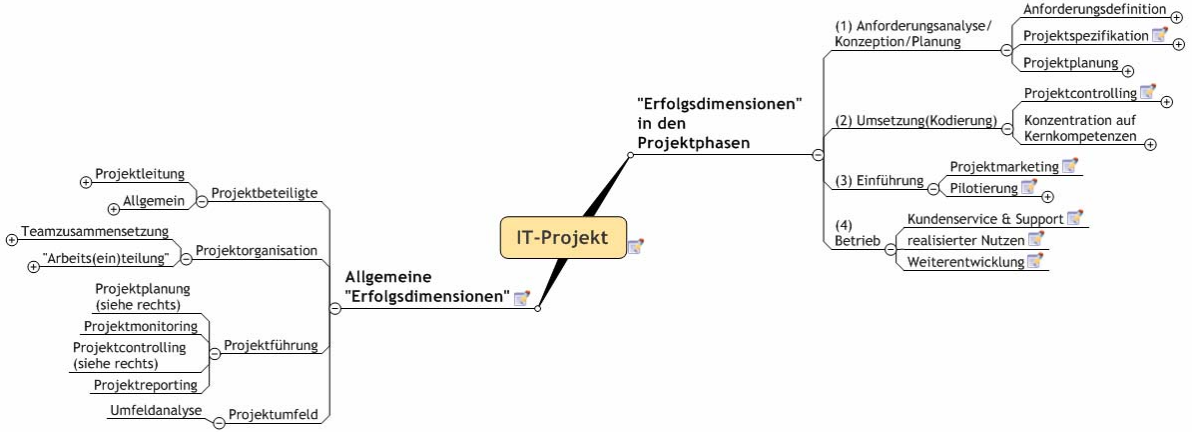 IT-Projekt
"Erfolgsdimensionen"
in den
Projektphasen
(1) Anforderungsanalyse/
Konzeption/Planung
Anforderungsdefinition
Projektspezifikation
Projektplanung
(2) Umsetzung(Kodierung)
Projektcontrolling
Konzentration auf
Kernkompetenzen
(3) Einführung
Projektmarketing
Pilotierung
(4)
Betrieb
Kundenservice & Support
realisierter Nutzen
Weiterentwicklung
Allgemeine
"Erfolgsdimensionen"
Projektbeteiligte
Projektleitung
Allgemein
Projektorganisation
Teamzusammensetzung
"Arbeits(ein)teilung"
Projektführung
Projektplanung
(siehe rechts)
Projektmonitoring
Projektcontrolling
(siehe rechts)
Projektreporting
Projektumfeld
Umfeldanalyse